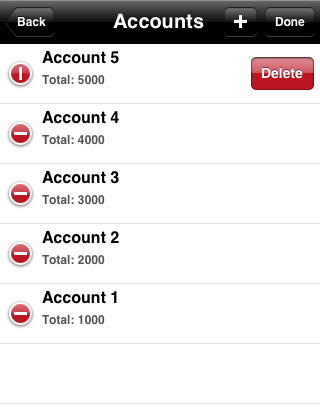 Back Accounts + Done
Account 5
Total: 5000
Delete
Account 4
Total: 4000
Account 3
Total: 3000
Account 2
Total: 2000
Account 1
Total: 1000